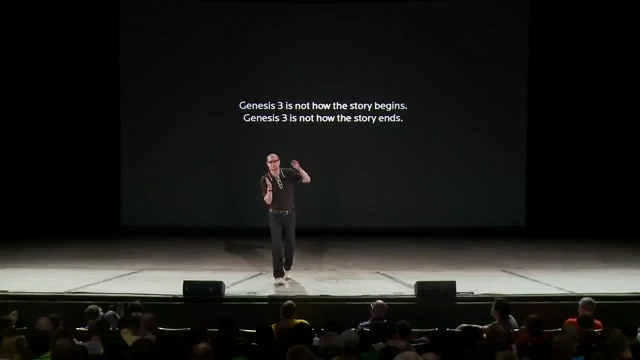 Genesis 3 is not how the story begins.
Genesis 3 is not how the story ends.